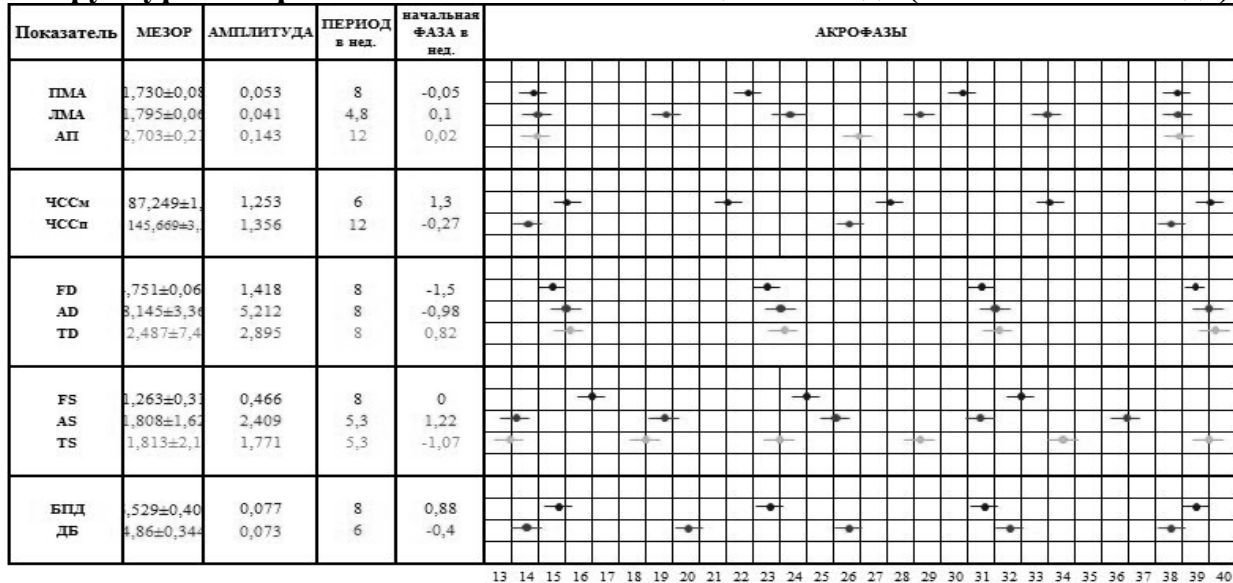 Показатель МЕЗОР АМПЛИТУДА ПЕРИОД в нед. начальная ФАЗА в нед. АКРОФАЗЫ
ПМА 1,730±0,08 0,053 8 -0,05
ЛМА 1,795±0,06 0,041 4,8 0,1
АП 2,703±0,21 0,143 12 0,02
ЧССм 87,249±1, 1,253 6 1,3
ЧССп 145,669±3, 1,356 12 -0,27
FD ,751±0,06 1,418 8 -1,5
AD 8,145±3,36 5,212 8 -0,98
TD 2,487±7,4 2,895 8 0,82
FS 1,263±0,31 0,466 8 0
AS 1,808±1,62 2,409 5,3 1,22
TS 1,813±2,1 1,771 5,3 -1,07
БПД ,529±0,40 0,077 8 0,88
ДБ 4,86±0,344 0,073 6 -0,4
13 14 15 16 17 18 19 20 21 22 23 24 25 26 27 28 29 30 31 32 33 34 35 36 37 38 39 40